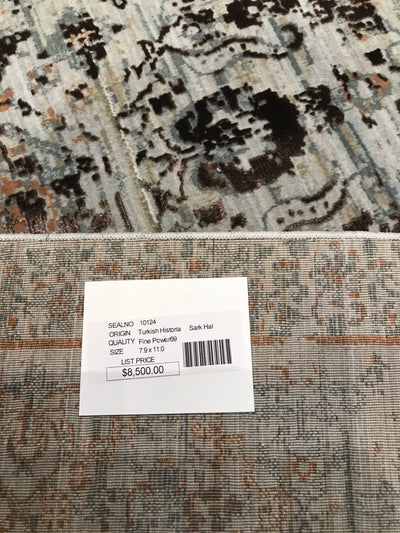 SEALNO 10124
ORIGIN Turkish Historia Sark Hal
QUALITY Fine Power99
SIZE 7.9 x 11.0
LIST PRICE
$8,500.00